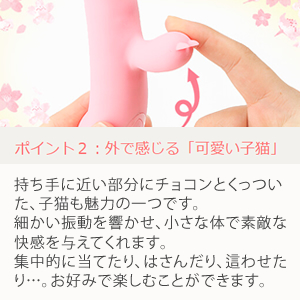 ポイント２：外で感じる「可愛い子猫」
持ち手に近い部分にチョコンとくっつい
た、子猫も魅力の一つです。
細かい振動を響かせ、小さな体で素敵な
快感を与えてくれます。
集中的に当てたり、はさんだり、這わせた
り…。お好みで楽しむことができます。